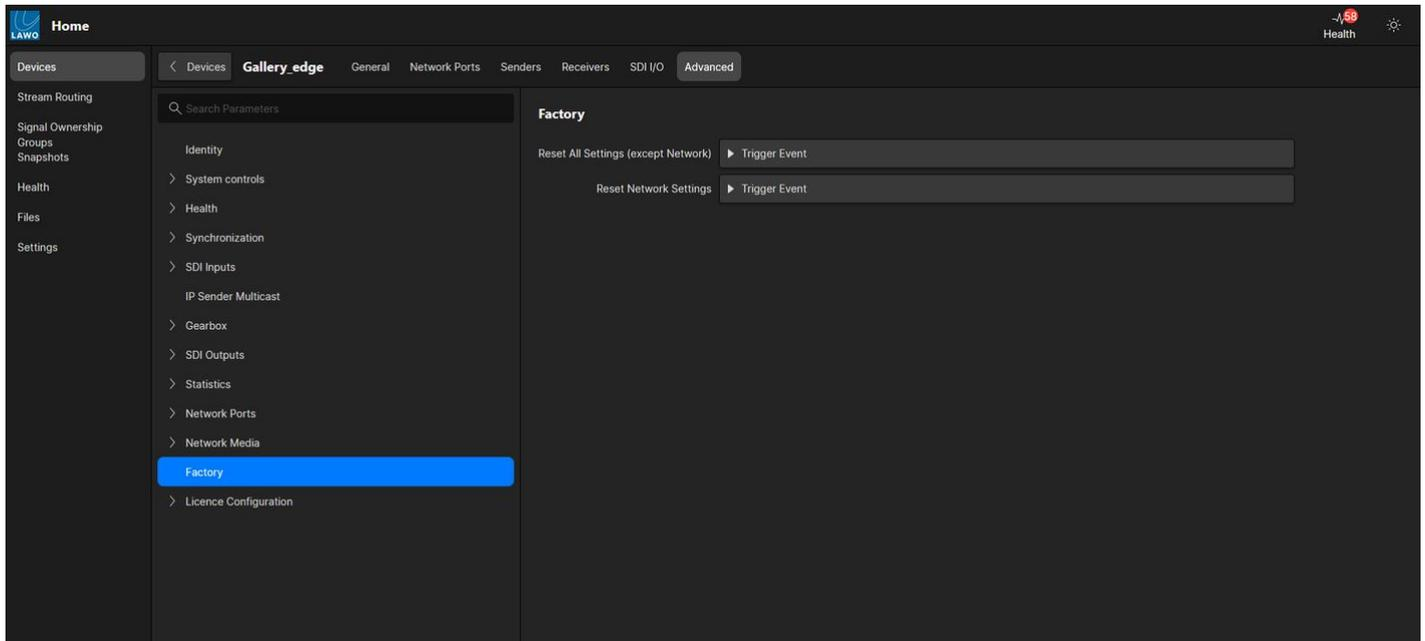 LAWO
Home
58
Health
Devices
Stream Routing
Signal Ownership
Groups
Snapshots
Health
Files
Settings
Devices
Gallery_edge
General
Network Ports
Senders
Receivers
SDI I/O
Advanced
Search Parameters
Identity
System controls
Health
Synchronization
SDI Inputs
IP Sender Multicast
Gearbox
SDI Outputs
Statistics
Network Ports
Network Media
Factory
Licence Configuration
Factory
Reset All Settings (except Network) Trigger Event
Reset Network Settings Trigger Event